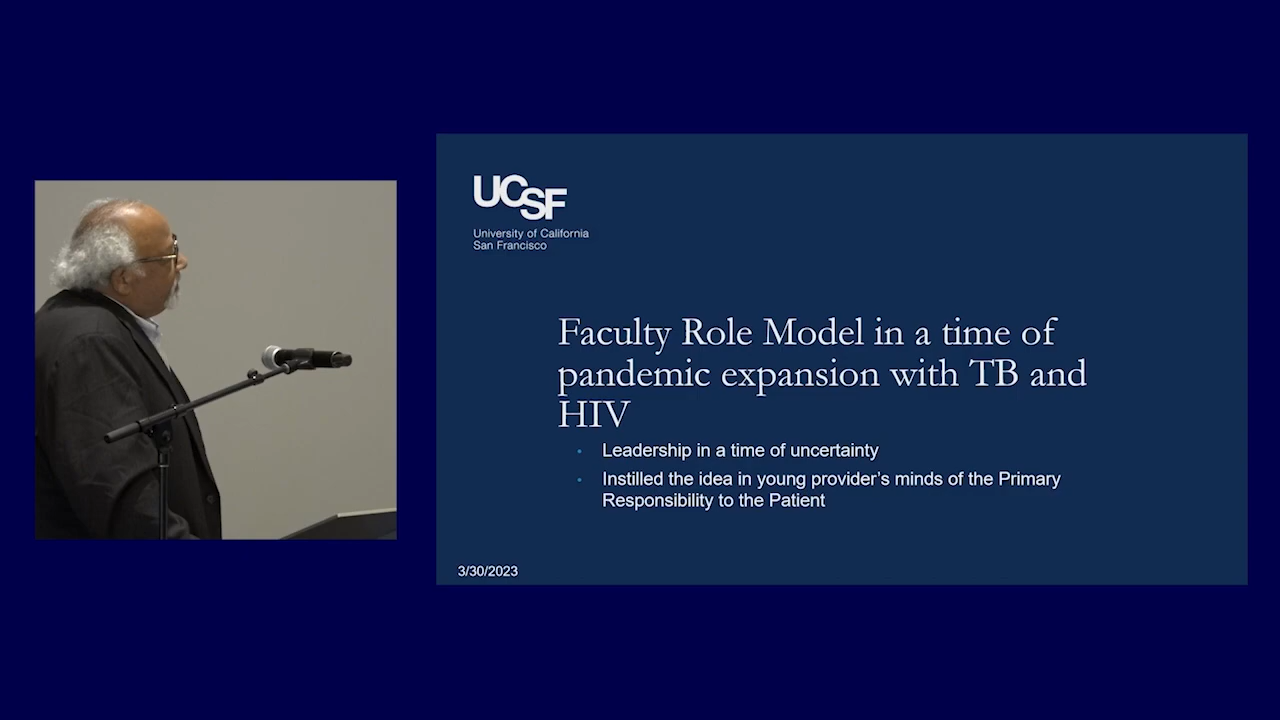 UCSF
University of California
San Francisco
Faculty Role Model in a time of
pandemic expansion with TB and
HIV
• Leadership in a time of uncertainty
• Instilled the idea in young provider's minds of the Primary
Responsibility to the Patient
3/30/2023